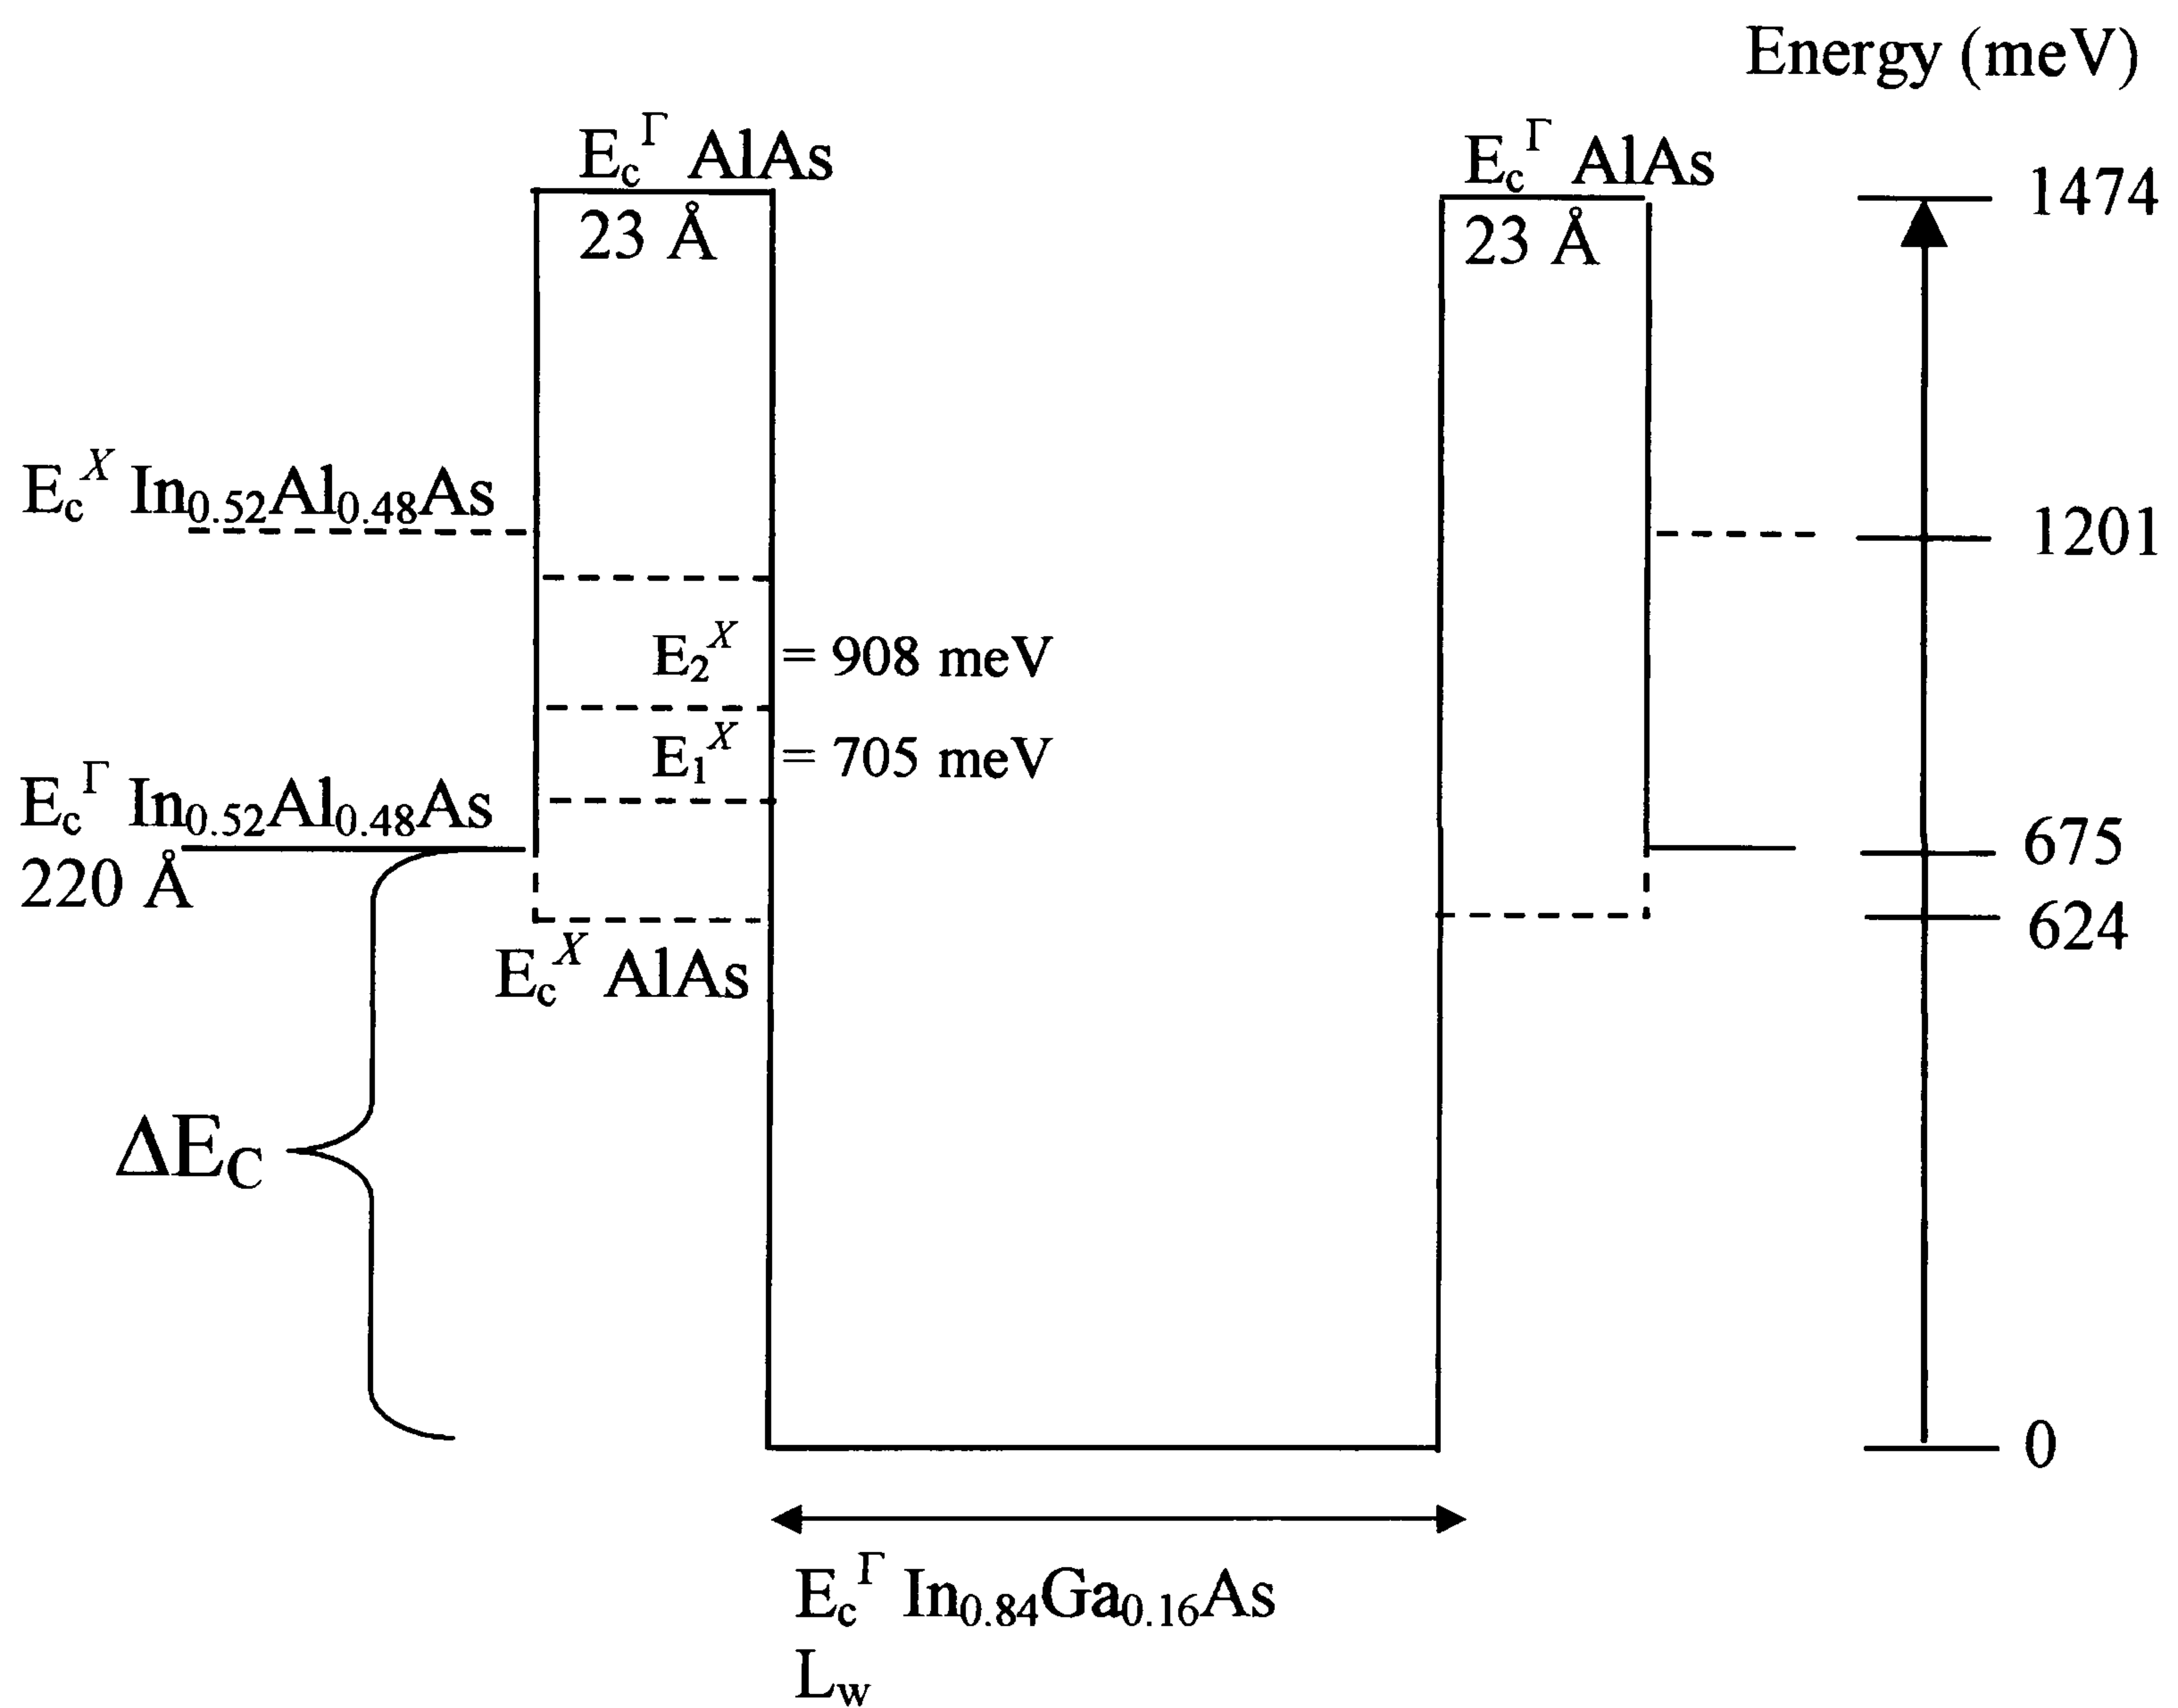 Energy (meV)
E_c^Γ AlAs
23 Å
E_c^Γ AlAs
23 Å
1474
E_c^X In_0.52Al_0.48As
1201
E_2^X = 908 meV
E_1^X = 705 meV
E_c^Γ In_0.52Al_0.48As
220 Å
675
624
E_c^X AlAs
ΔE_C
0
E_c^Γ In_0.84Ga_0.16As
L_w